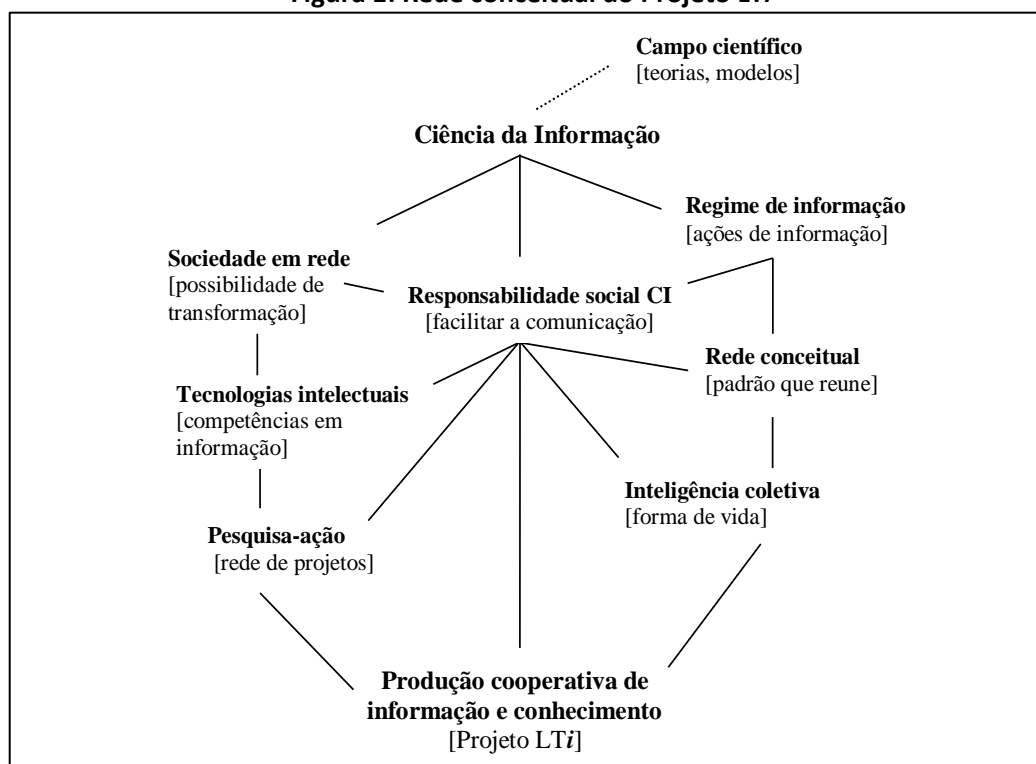 Campo científico
[teorias, modelos]
Ciência da Informação
Regime de informação
[ações de informação]
Sociedade em rede
[possibilidade de
transformação]
Responsabilidade social CI
[facilitar a comunicação]
Rede conceitual
[padrão que reune]
Tecnologias intelectuais
[competências em
informação]
Inteligência coletiva
[forma de vida]
Pesquisa-ação
[rede de projetos]
Produção cooperativa de
informação e conhecimento
[Projeto LTi]